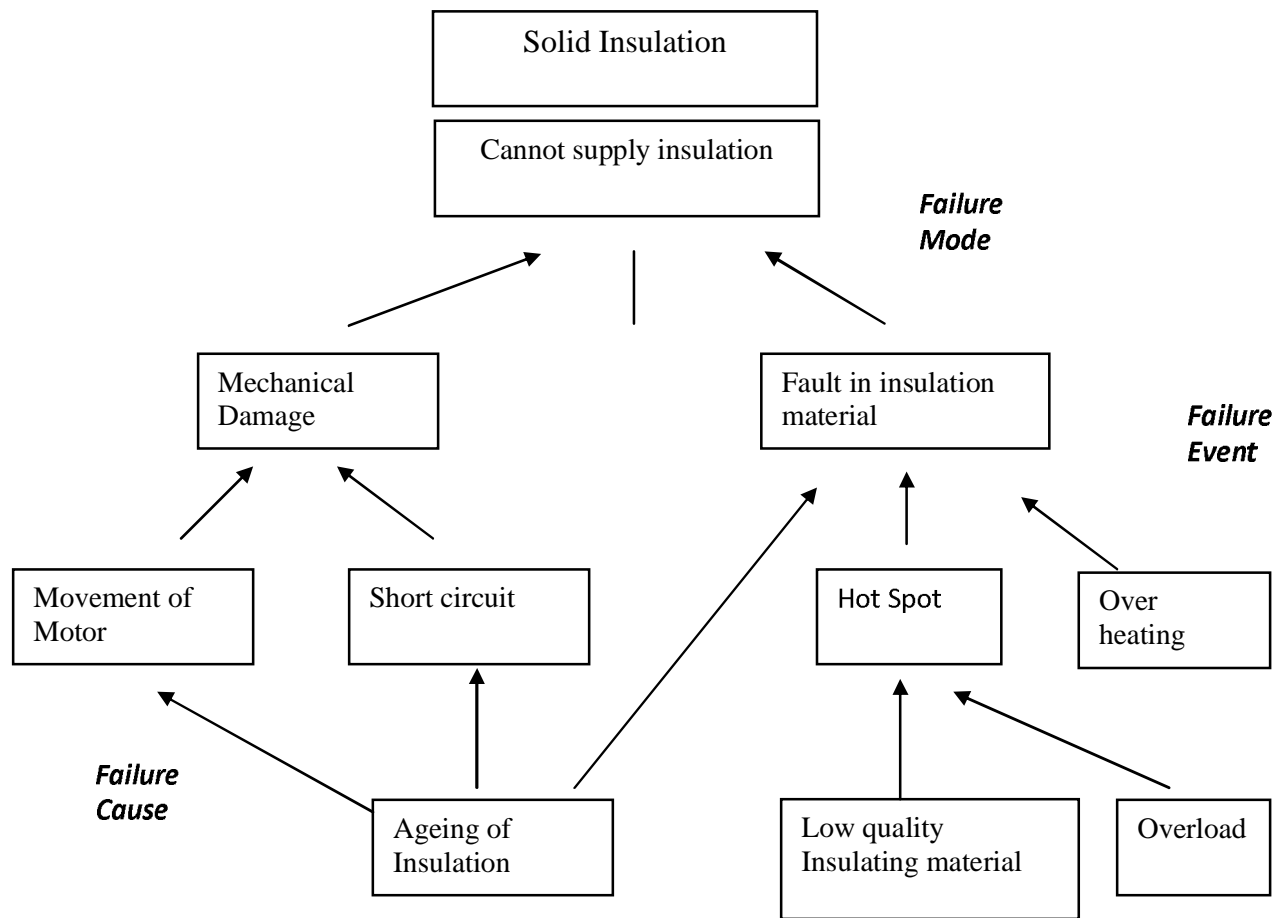 Solid Insulation
Cannot supply insulation
Failure
Mode
Mechanical
Damage
Fault in insulation
material
Failure
Event
Movement of
Motor
Short circuit
Hot Spot
Over
heating
Failure
Cause
Ageing of
Insulation
Low quality
Insulating material
Overload